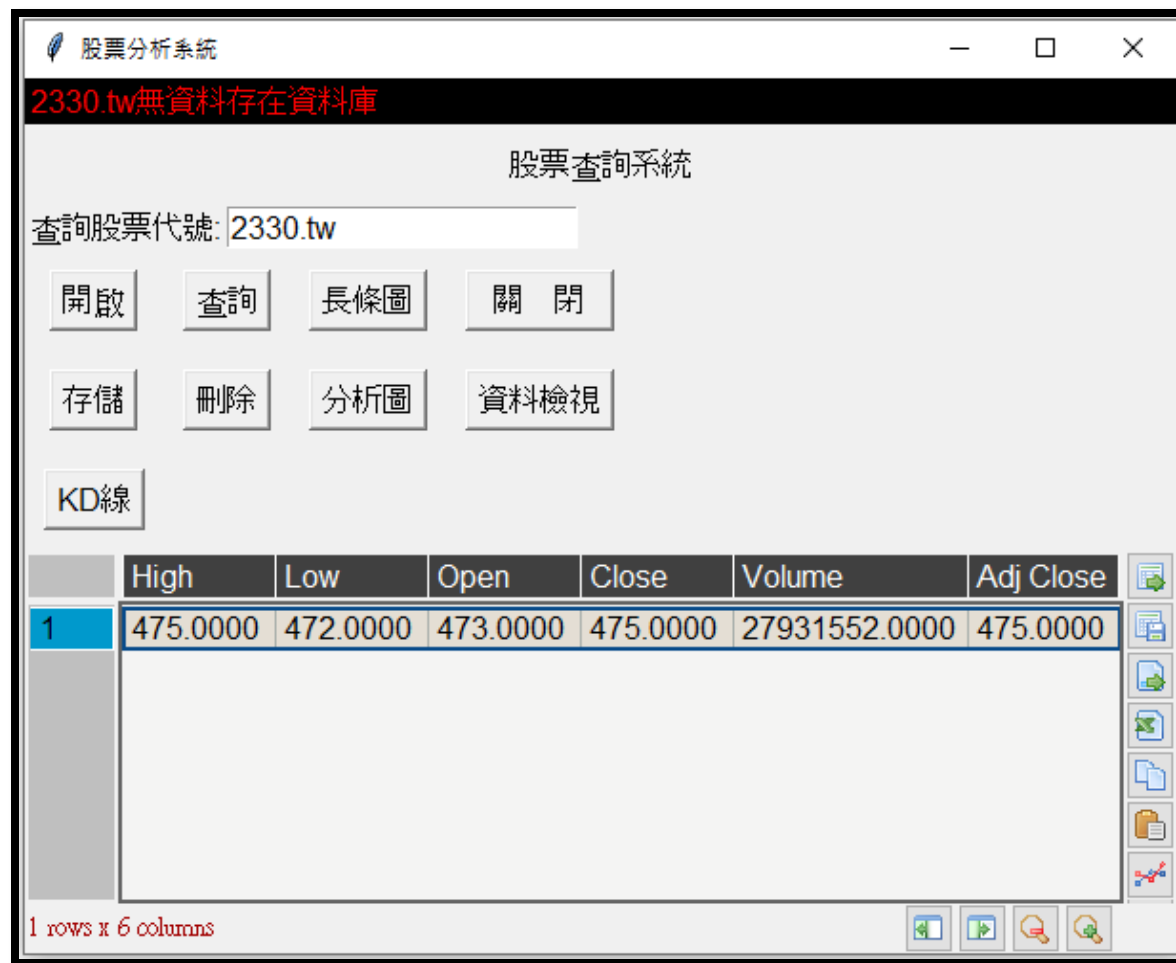 股票分析系統
2330.tw無資料存在資料庫
股票查詢系統
查詢股票代號: 2330.tw
開啟 查詢 長條圖 關 閉
存儲 刪除 分析圖 資料檢視
KD線
High Low Open Close Volume Adj Close
1 475.0000 472.0000 473.0000 475.0000 27931552.0000 475.0000
1 rows x 6 columns